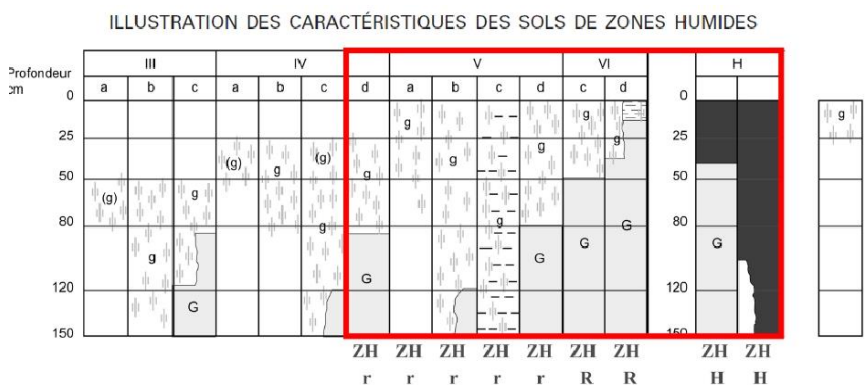 ILLUSTRATION DES CARACTÉRISTIQUES DES SOLS DE ZONES HUMIDES
III IV V VI H
Profondeur
cm
a b c a b c d a b c d c d
0 0
g g g g
(g) (g) g g
25 25
g g g
50 50
(g) g
80 80
g g g
G G G G
G G
120 120
150 150
ZH ZH ZH ZH ZH ZH ZH ZH ZH
r r r r r R R H H